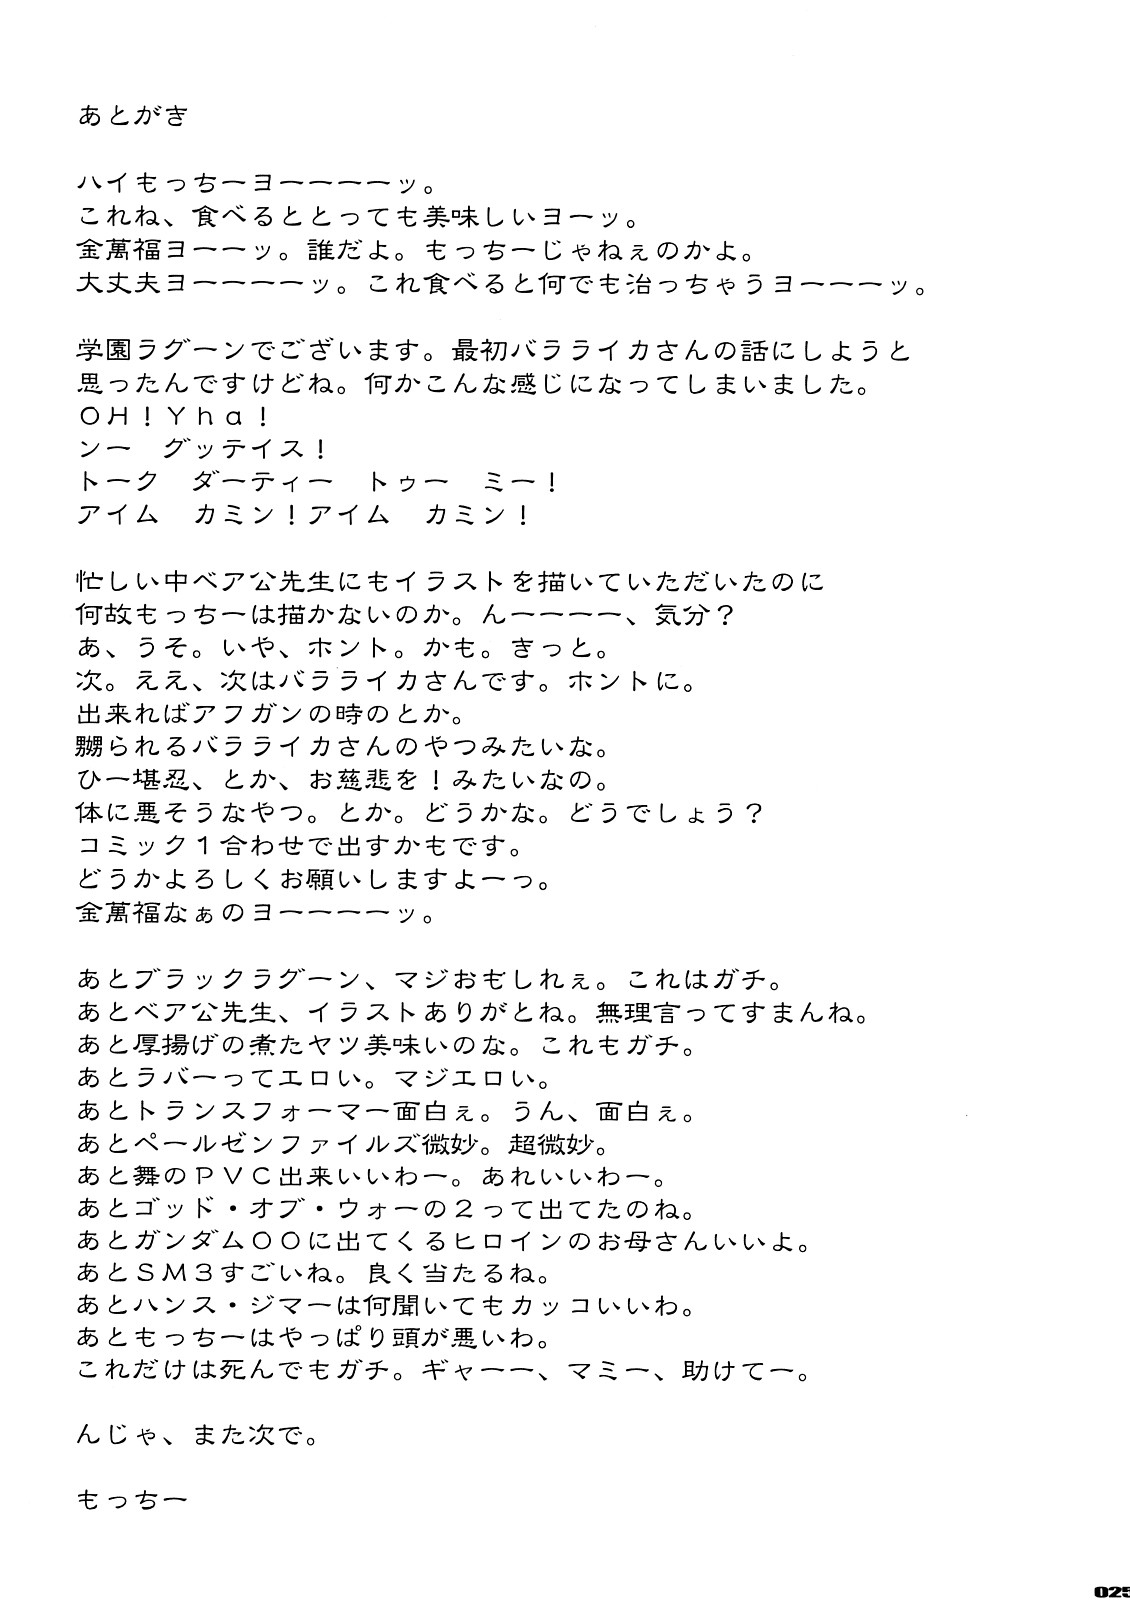 あとがき
ハイもっちーヨーーーーッ。
これね、食べるととっても美味しいヨーッ。
金萬福ヨーーッ。誰だよ。もっちーじゃねぇのかよ。
大丈夫ヨーーーーッ。これ食べると何でも治っちゃうヨーーーッ。
学園ラグーンでございます。最初バラライカさんの話にしようと
思ったんですけどね。何かこんな感じになってしまいました。
ＯＨ！Ｙｈａ！
ンー　グッテイス！
トーク　ダーティー　トゥー　ミー！
アイム　カミン！アイム　カミン！
忙しい中ベア公先生にもイラストを描いていただいたのに
何故もっちーは描かないのか。んーーーー、気分？
あ、うそ。いや、ホント。かも。きっと。
次。ええ、次はバラライカさんです。ホントに。
出来ればアフガンの時のとか。
嬲られるバラライカさんのやつみたいな。
ひー堪忍、とか、お慈悲を！みたいなの。
体に悪そうなやつ。とか。どうかな。どうでしょう？
コミック１合わせで出すかもです。
どうかよろしくお願いしますよーっ。
金萬福なぁのヨーーーーッ。
あとブラックラグーン、マジおもしれぇ。これはガチ。
あとベア公先生、イラストありがとね。無理言ってすまんね。
あと厚揚げの煮たヤツ美味いのな。これもガチ。
あとラバーってエロい。マジエロい。
あとトランスフォーマー面白ぇ。うん、面白ぇ。
あとペールゼンファイルズ微妙。超微妙。
あと舞のＰＶＣ出来いいわー。あれいいわー。
あとゴッド・オブ・ウォーの２って出てたのね。
あとガンダム００に出てくるヒロインのお母さんいいよ。
あとＳＭ３すごいね。良く当たるね。
あとハンス・ジマーは何聞いてもカッコいいわ。
あともっちーはやっぱり頭が悪いわ。
これだけは死んでもガチ。ギャーー、マミー、助けてー。
んじゃ、また次で。
もっちー
025